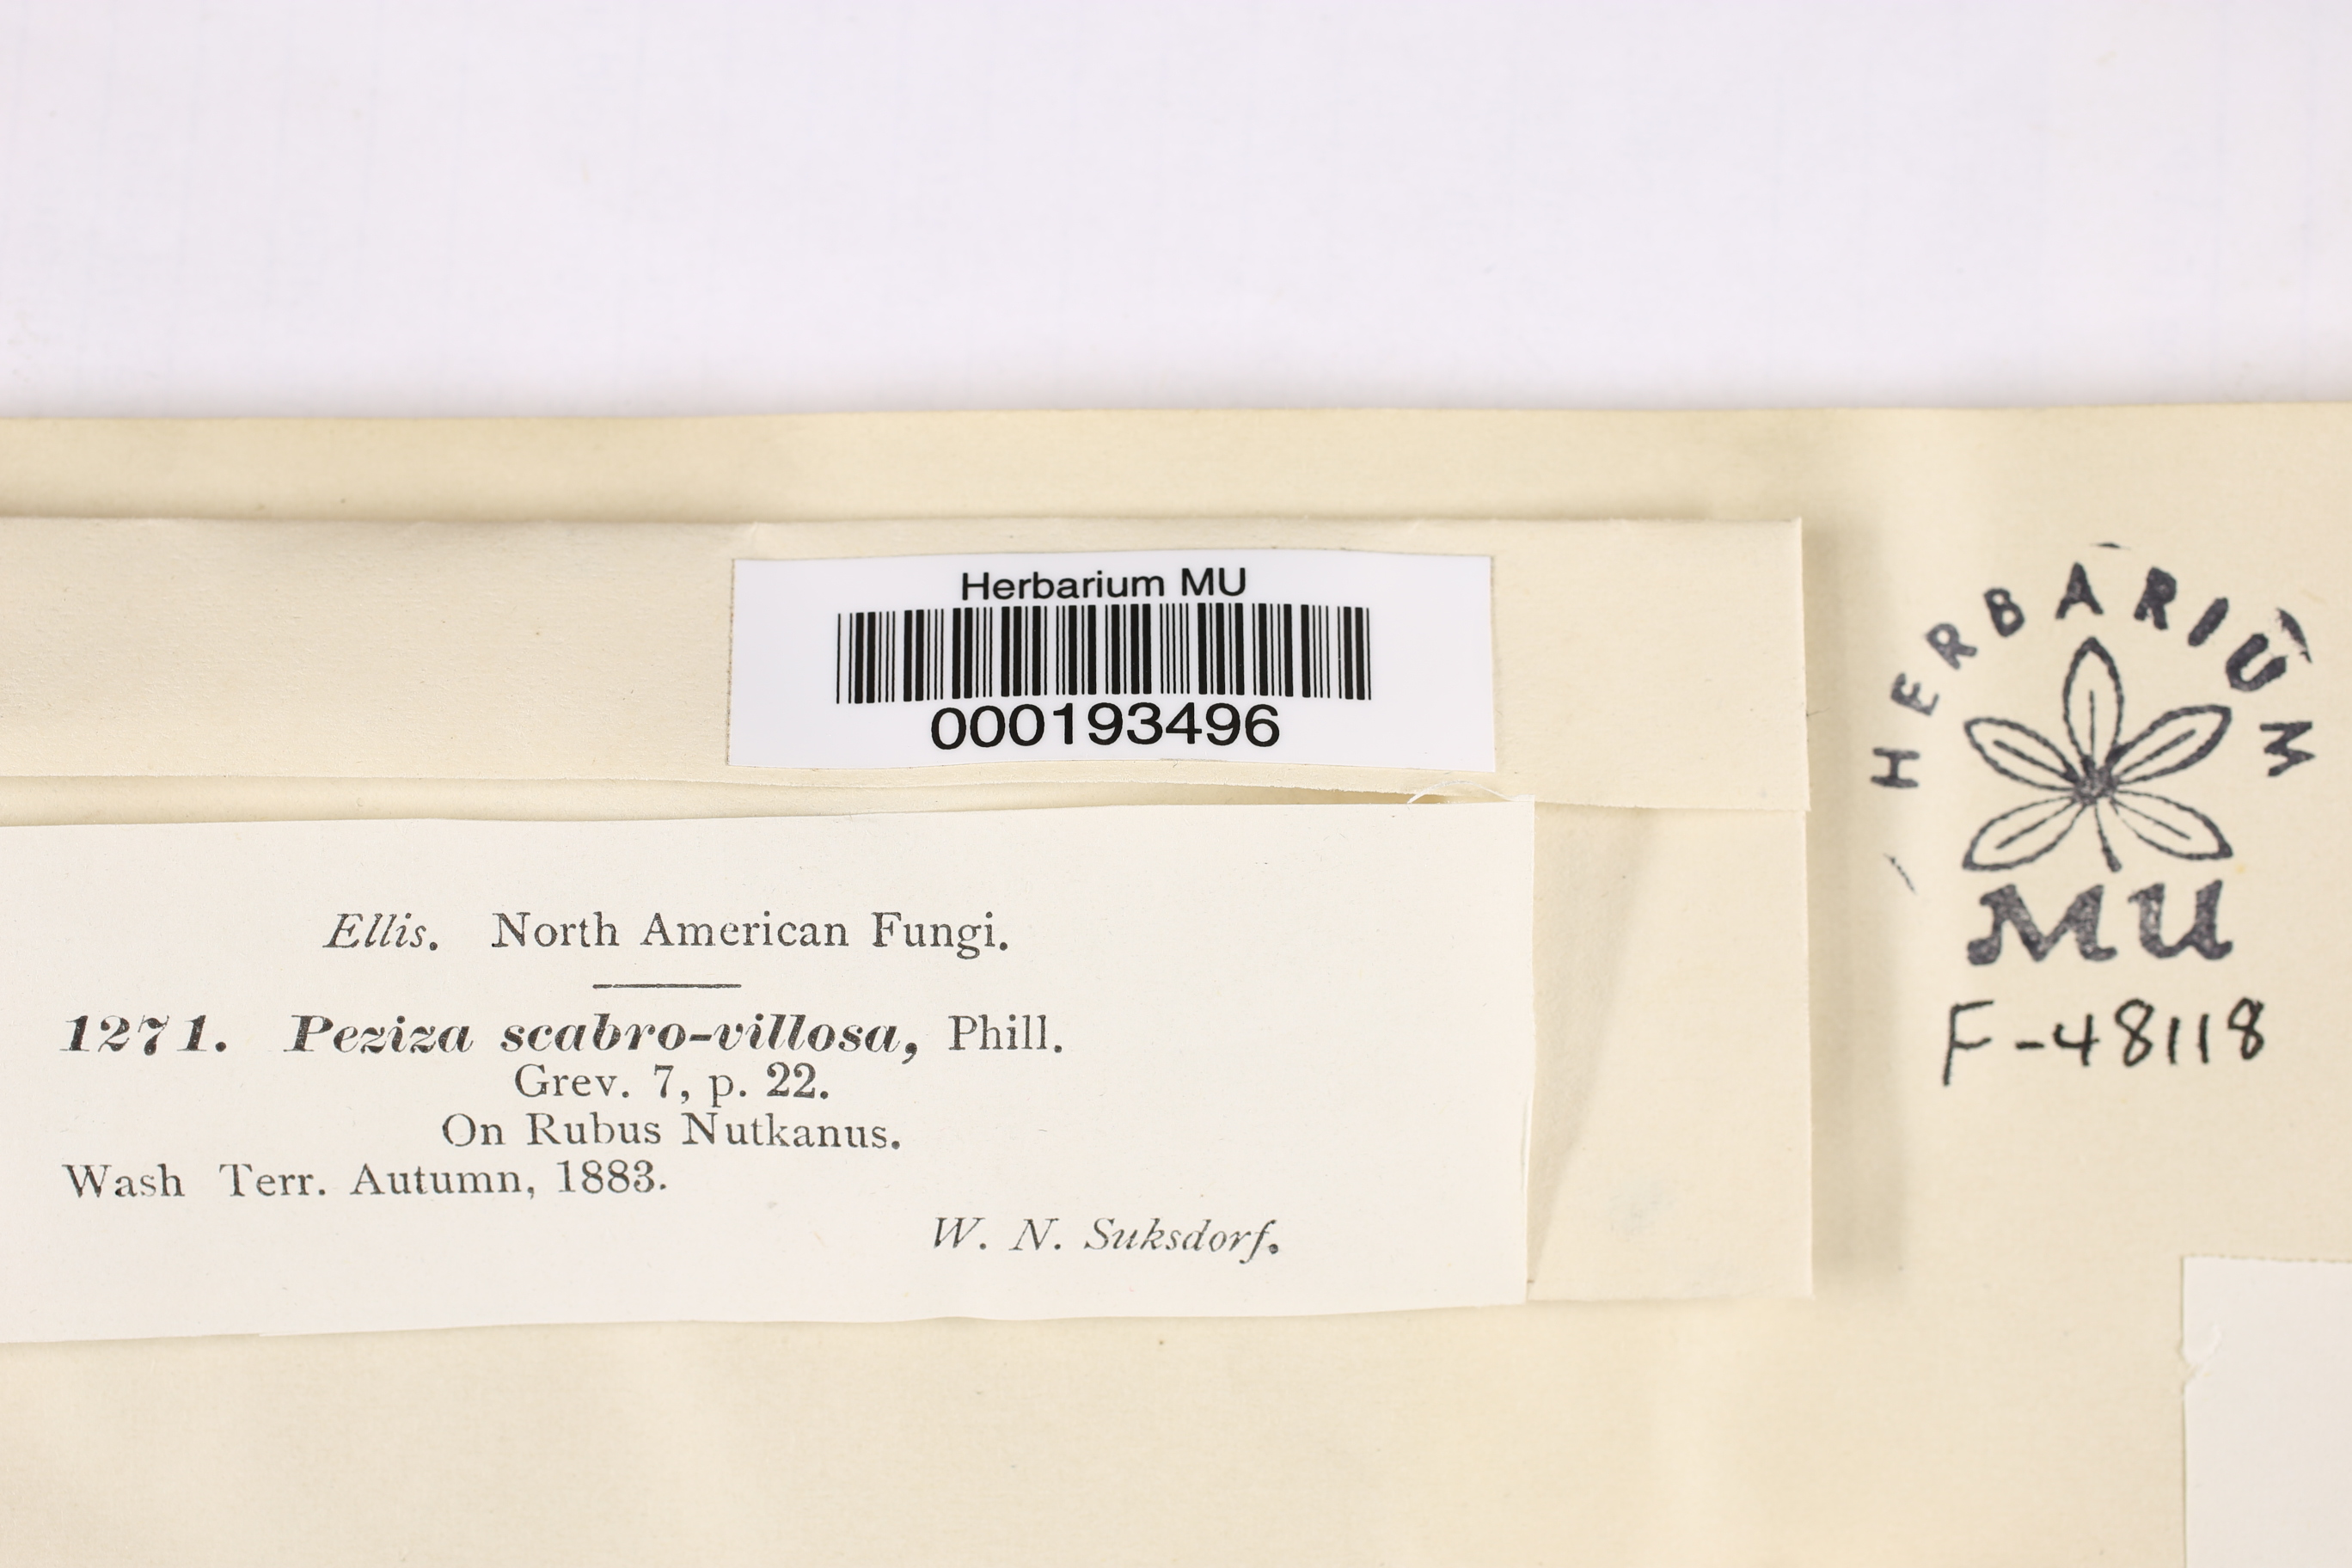 Herbarium MU
000193496
HERBARIUM
MU
F-48118
Ellis. North American Fungi.
1271. Peziza scabro-villosa, Phill.
Grev. 7, p. 22.
On Rubus Nutkanus.
Wash Terr. Autumn, 1883.
W. N. Suksdorf.